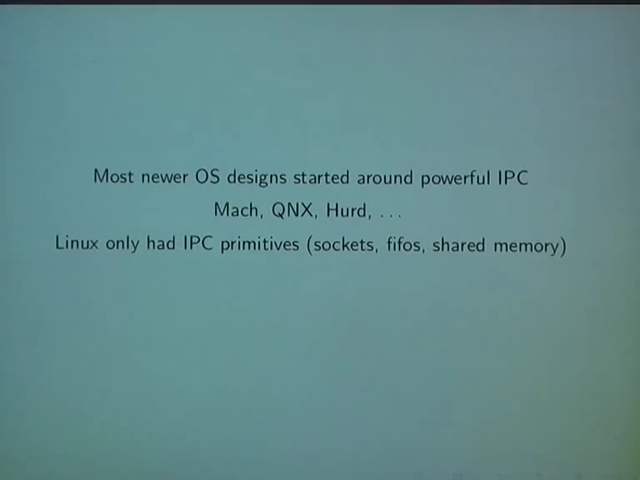 Most newer OS designs started around powerful IPC
Mach, QNX, Hurd, ...
Linux only had IPC primitives (sockets, fifos, shared memory)